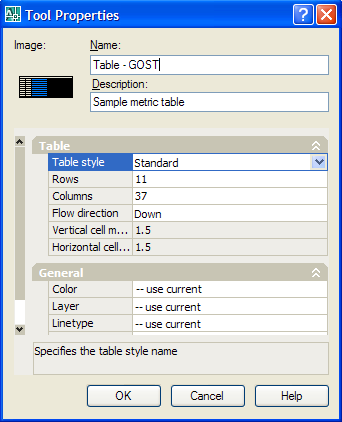 Tool Properties
Image:
Name:
Table - GOST
Description:
Sample metric table
Table
Table style Standard
Rows 11
Columns 37
Flow direction Down
Vertical cell m... 1.5
Horizontal cell... 1.5
General
Color -- use current
Layer -- use current
Linetype -- use current
Specifies the table style name
OK Cancel Help